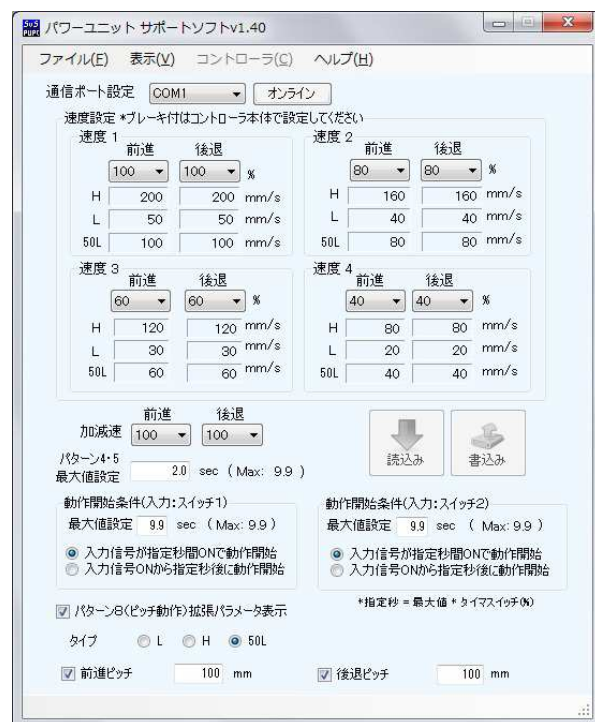 SUS PUPC パワーユニット サポートソフトv1.40
ファイル(F) 表示(V) コントローラ(C) ヘルプ(H)
通信ポート設定 COM1 オンライン
速度設定 *ブレーキ付はコントローラ本体で設定してください
速度 1 速度 2
前進 後退 前進 後退
100 100 % 80 80 %
H 200 200 mm/s H 160 160 mm/s
L 50 50 mm/s L 40 40 mm/s
50L 100 100 mm/s 50L 80 80 mm/s
速度 3 速度 4
前進 後退 前進 後退
60 60 % 40 40 %
H 120 120 mm/s H 80 80 mm/s
L 30 30 mm/s L 20 20 mm/s
50L 60 60 mm/s 50L 40 40 mm/s
前進 後退
加減速 100 100
読込み 書込み
パターン4・5
最大値設定 2.0 sec ( Max: 9.9 )
動作開始条件(入力:スイッチ1) 動作開始条件(入力:スイッチ2)
最大値設定 9.9 sec ( Max: 9.9 ) 最大値設定 9.9 sec ( Max: 9.9 )
入力信号が指定秒間ONで動作開始 入力信号が指定秒間ONで動作開始
入力信号ONから指定秒後に動作開始 入力信号ONから指定秒後に動作開始
*指定秒 = 最大値 * タイマスイッチ(%)
パターン8(ピッチ動作)拡張パラメータ表示
タイプ L H 50L
前進ピッチ 100 mm 後退ピッチ 100 mm